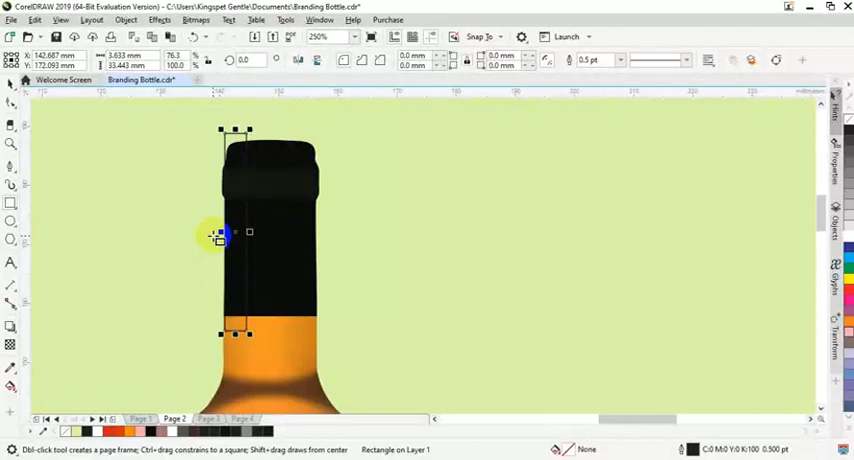 CorelDRAW 2019 (64-Bit Evaluation Version) - C:\Users\Kingspet Gentle\Documents\Branding Bottle.cdr*
File Edit View Layout Object Effects Bitmaps Text Table Tools Window Help Purchase
PDF 250% Snap To Launch
X: 142.687 mm 3.633 mm 76.3 % 0.0 0.0 mm 0.0 mm 0.5 pt
Y: 172.093 mm 33.443 mm 100.0 % 0.0 mm 0.0 mm
Welcome Screen Branding Bottle.cdr*
millimeters
Hints
Properties
Objects
Glyphs
Transform
Page 1 Page 2 Page 3 Page 4
Dbl-click tool creates a page frame; Ctrl+drag constrains to a square; Shift+drag draws from center Rectangle on Layer 1 None C:0 M:0 Y:0 K:100 0.500 pt